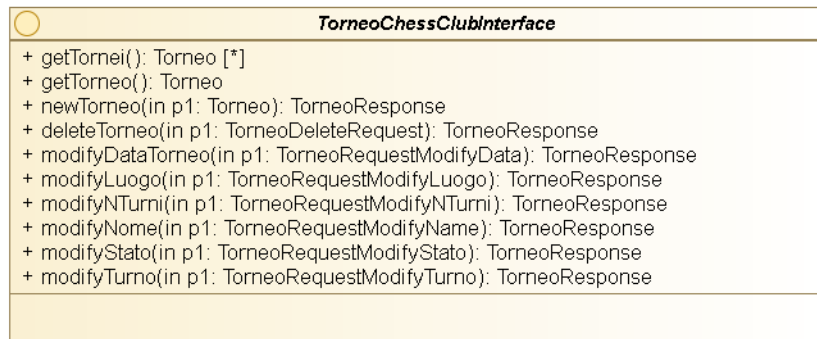 TorneoChessClubInterface
+ getTornei(): Torneo [*]
+ getTorneo(): Torneo
+ newTorneo(in p1: Torneo): TorneoResponse
+ deleteTorneo(in p1: TorneoDeleteRequest): TorneoResponse
+ modifyDataTorneo(in p1: TorneoRequestModifyData): TorneoResponse
+ modifyLuogo(in p1: TorneoRequestModifyLuogo): TorneoResponse
+ modifyNTurni(in p1: TorneoRequestModifyNTurni): TorneoResponse
+ modifyNome(in p1: TorneoRequestModifyName): TorneoResponse
+ modifyStato(in p1: TorneoRequestModifyStato): TorneoResponse
+ modifyTurno(in p1: TorneoRequestModifyTurno): TorneoResponse